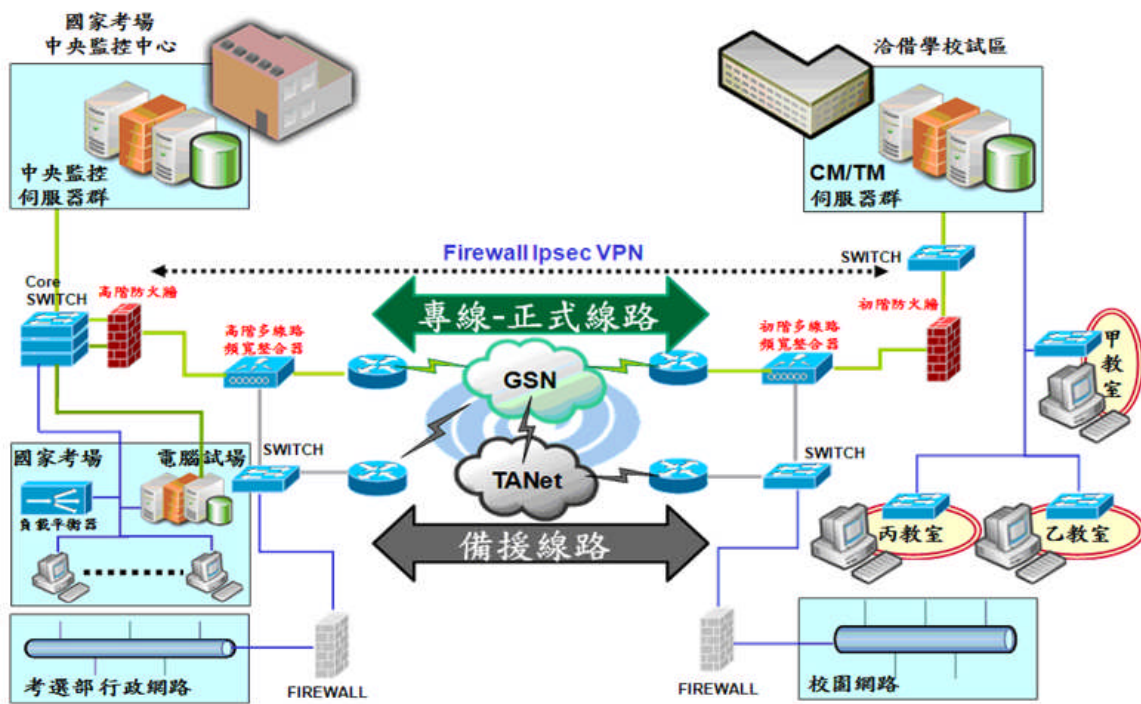 國家考場
中央監控中心
洽借學校試區
中央監控
伺服器群
CM/TM
伺服器群
Firewall Ipsec VPN
SWITCH
Core
SWITCH
高階防火牆
專線-正式線路
初階防火牆
高階多線路
頻寬整合器
初階多線路
頻寬整合器
甲教室
GSN
國家考場
電腦試場
SWITCH
SWITCH
TANet
負載平衡器
備援線路
丙教室
乙教室
考選部行政網路
FIREWALL
FIREWALL
校園網路